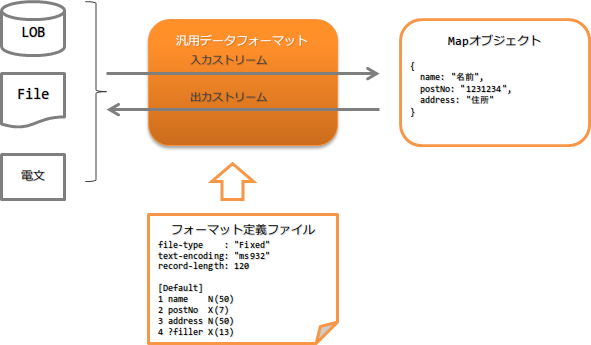 LOB
File
電文
汎用データフォーマット
入力ストリーム
出力ストリーム
Mapオブジェクト
{
name: "名前",
postNo: "1231234",
address: "住所"
}
フォーマット定義ファイル
file-type : "Fixed"
text-encoding: "ms932"
record-length: 120
[Default]
1 name N(50)
2 postNo X(7)
3 address N(50)
4 ?filler X(13)